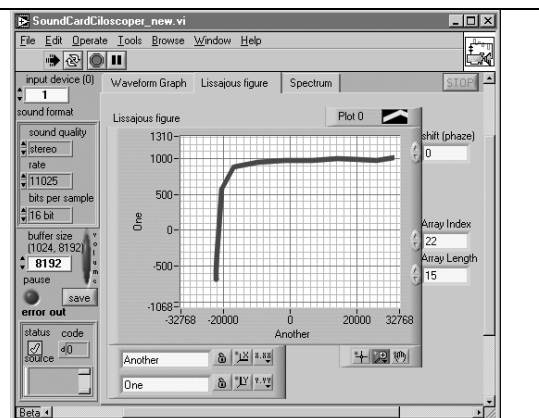 SoundCardCiloscoper_new.vi
File Edit Operate Tools Browse Window Help
input device (0)
1
sound format
sound quality
stereo
rate
11025
bits per sample
16 bit
buffer size
(1024, 8192)
8192
volume
pause
save
error out
status code
0
source
Waveform Graph Lissajous figure Spectrum
STOP
Lissajous figure
Plot 0
1310
1000
500
0
-500
-1068
One
-32768 -20000 0 20000 32768
Another
shift (phaze)
0
Array Index
22
Array Length
15
Another
One
Beta